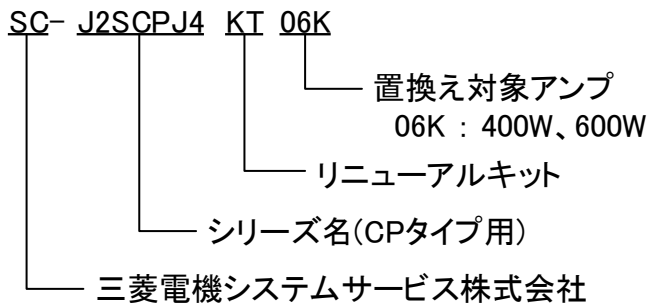 SC- J2SCPJ4 KT 06K
置換え対象アンプ
06K : 400W、600W
リニューアルキット
シリーズ名(CPタイプ用)
三菱電機システムサービス株式会社